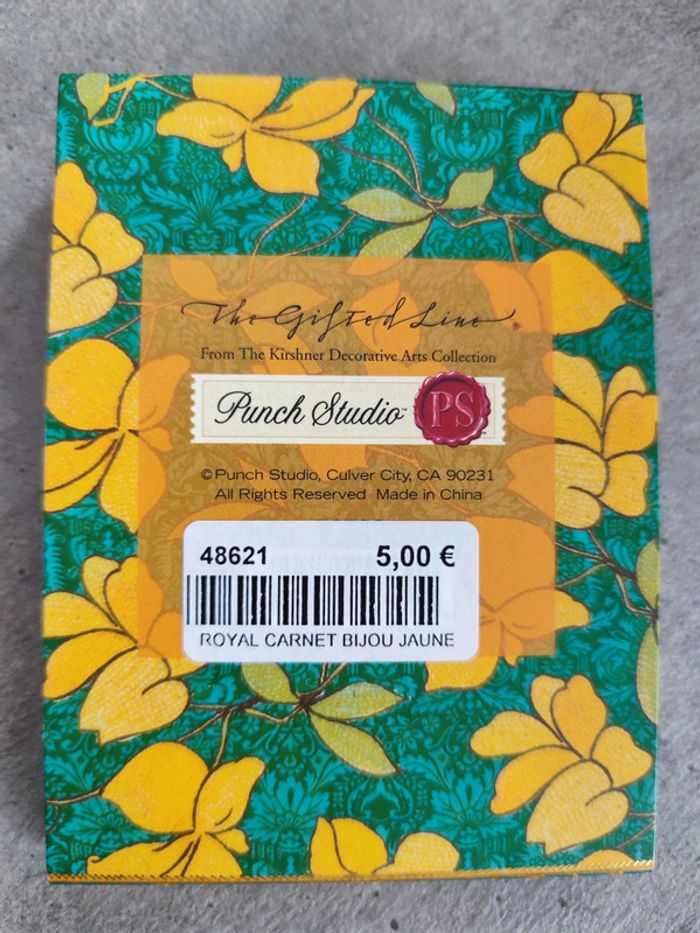 The Gifted Line®
From The Kirshner Decorative Arts Collection
Punch Studio™ PS™
©Punch Studio, Culver City, CA 90231
All Rights Reserved Made in China
48621 5,00 €
ROYAL CARNET BIJOU JAUNE